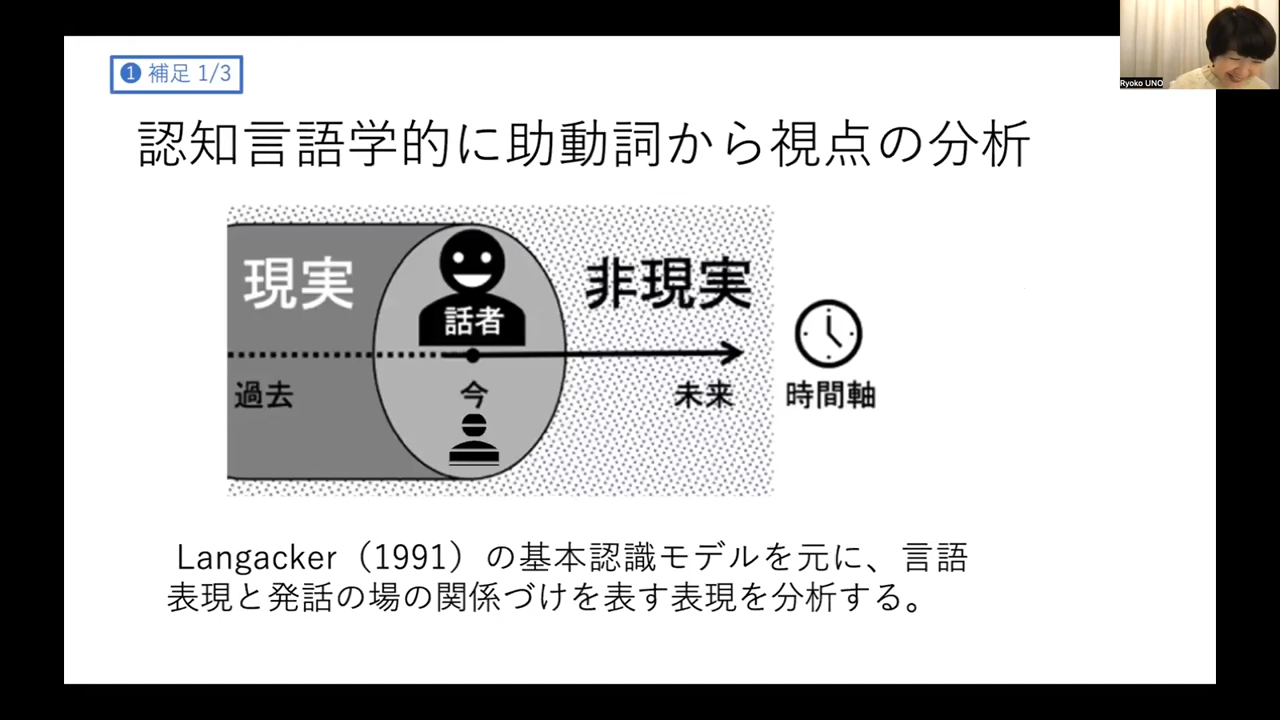 ❶ 補足 1/3
Ryoko UNO
認知言語学的に助動詞から視点の分析
現実
話者
非現実
過去
今
未来
時間軸
Langacker（1991）の基本認識モデルを元に、言語
表現と発話の場の関係づけを表す表現を分析する。